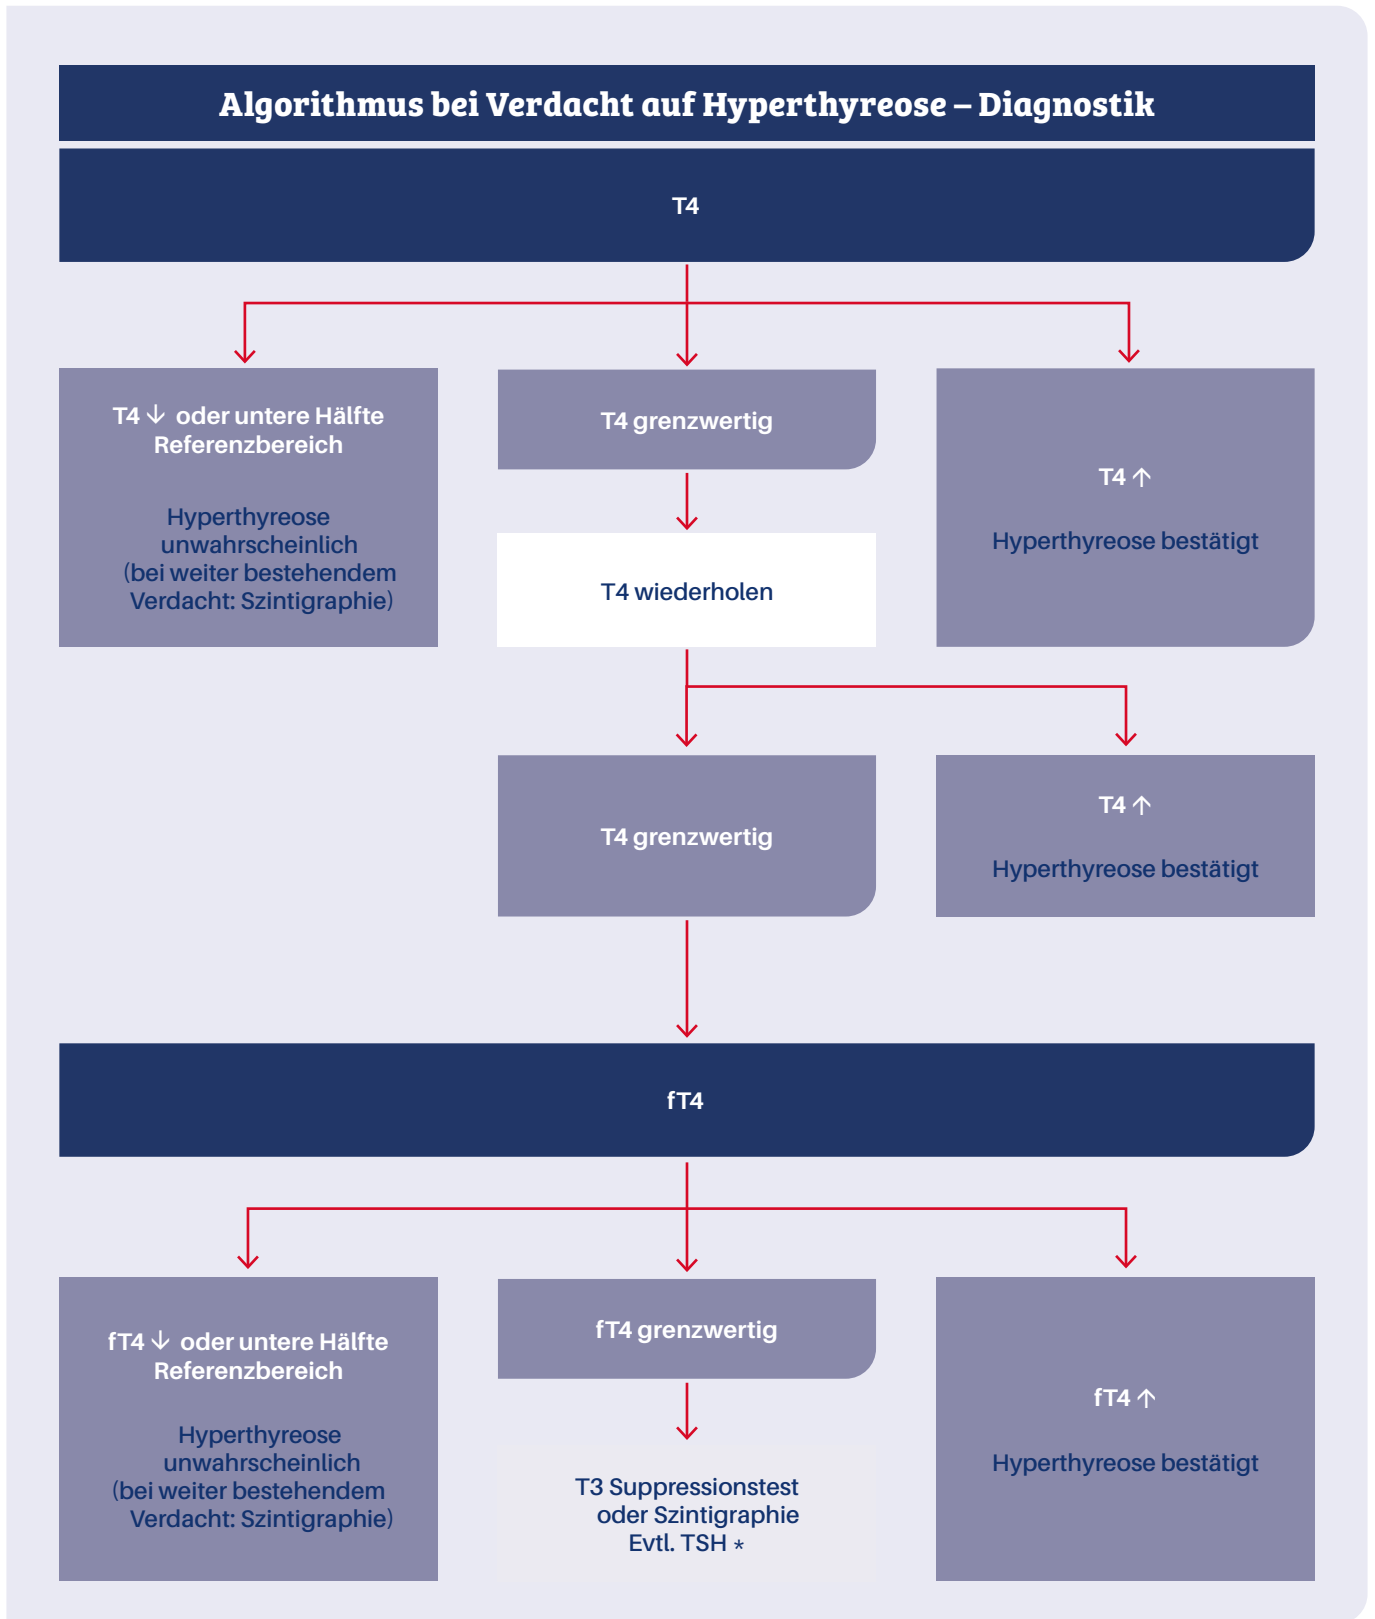 Algorithmus bei Verdacht auf Hyperthyreose – Diagnostik
T4
T4 ↓ oder untere Hälfte
Referenzbereich
Hyperthyreose
unwahrscheinlich
(bei weiter bestehendem
Verdacht: Szintigraphie)
T4 grenzwertig
T4 wiederholen
T4 ↑
Hyperthyreose bestätigt
T4 grenzwertig
T4 ↑
Hyperthyreose bestätigt
fT4
fT4 ↓ oder untere Hälfte
Referenzbereich
Hyperthyreose
unwahrscheinlich
(bei weiter bestehendem
Verdacht: Szintigraphie)
fT4 grenzwertig
T3 Suppressionstest
oder Szintigraphie
Evtl. TSH *
fT4 ↑
Hyperthyreose bestätigt